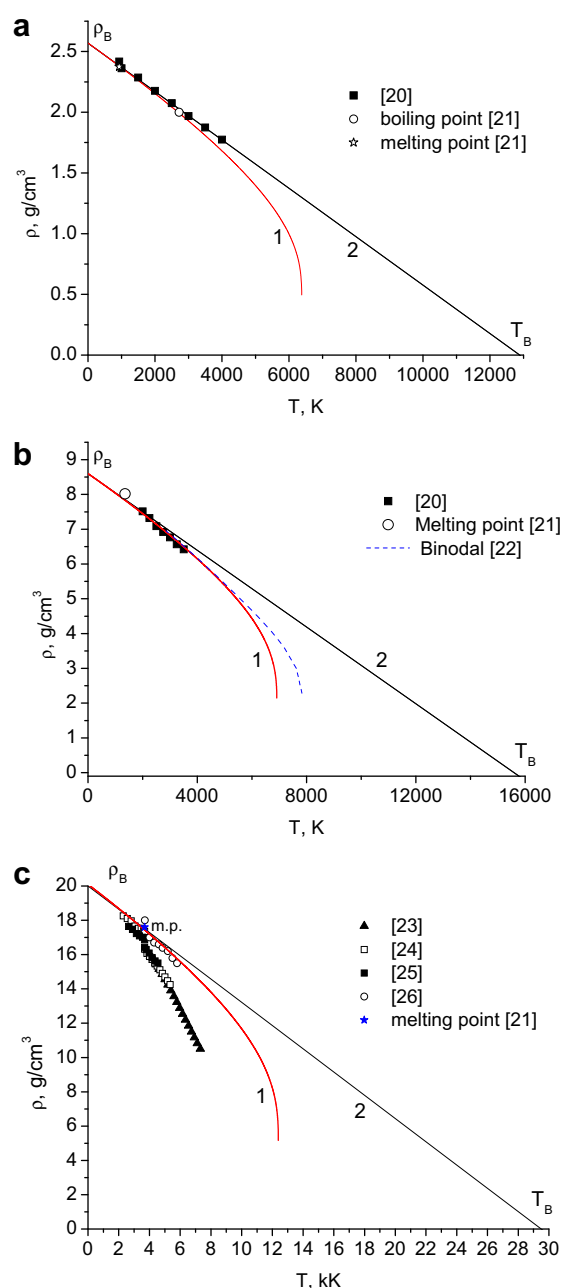 a
ρB
2.5
2.0
1.5
1.0
0.5
0.0
ρ, g/cm³
[20]
boiling point [21]
melting point [21]
1
2
TB
0 2000 4000 6000 8000 10000 12000
T, K
b
ρB
9
8
7
6
5
4
3
2
1
0
ρ, g/cm³
[20]
Melting point [21]
Binodal [22]
1
2
TB
0 4000 8000 12000 16000
T, K
c
ρB
20
18
16
14
12
10
8
6
4
2
0
ρ, g/cm³
m.p.
[23]
[24]
[25]
[26]
melting point [21]
1
2
TB
0 2 4 6 8 10 12 14 16 18 20 22 24 26 28 30
T, kK